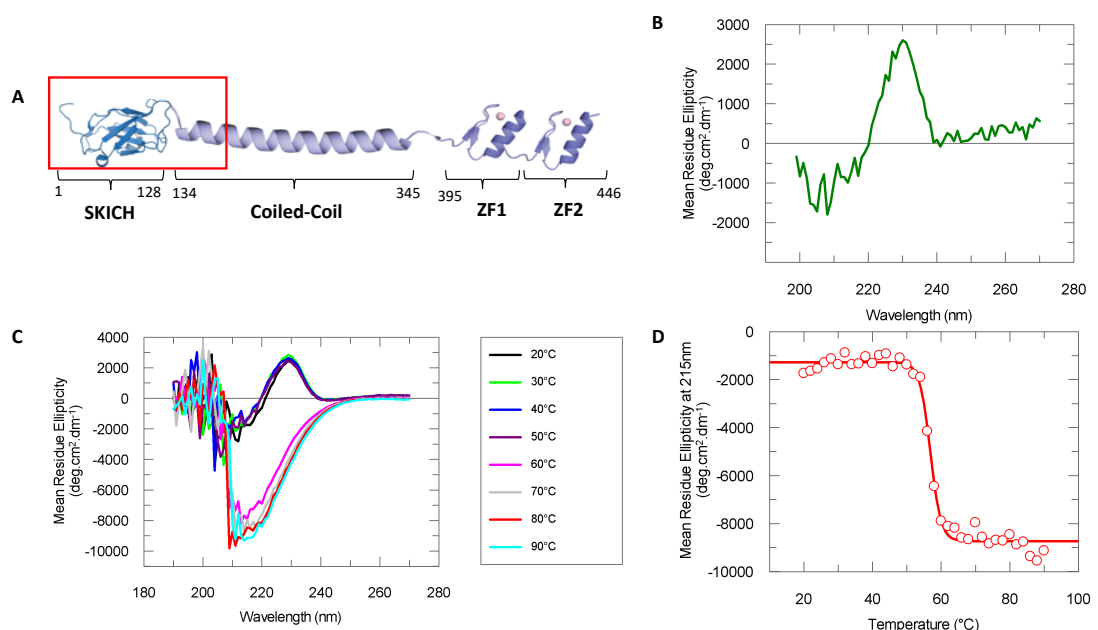 A
1
128
134
345
395
446
SKICH
Coiled-Coil
ZF1
ZF2
B
Mean Residue Ellipticity
(deg.cm2.dm-1)
3000
2000
1000
0
-1000
-2000
200
220
240
260
280
Wavelength (nm)
C
Mean Residue Ellipticity
(deg.cm2.dm-1)
4000
2000
0
-2000
-4000
-6000
-8000
-10000
180
200
220
240
260
280
Wavelength (nm)
20°C
30°C
40°C
50°C
60°C
70°C
80°C
90°C
D
Mean Residue Ellipticity at 215nm
(deg.cm2.dm-1)
0
-2000
-4000
-6000
-8000
-10000
20
40
60
80
100
Temperature (°C)